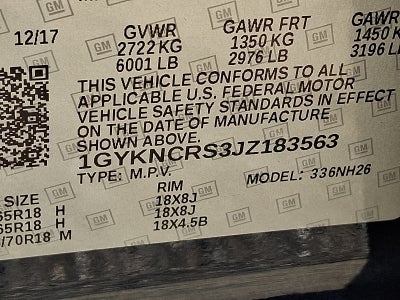 12/17 GVWR GAWR FRT GAWR
2722 KG 1350 KG 1450 K
6001 LB 2976 LB 3196 LB
THIS VEHICLE CONFORMS TO ALL
APPLICABLE U.S. FEDERAL MOTOR
VEHICLE SAFETY STANDARDS IN EFFECT
ON THE DATE OF MANUFACTURE
SHOWN ABOVE.
1GYKNCRS3JZ183563
TYPE: M.P.V. MODEL: 336NH26
SIZE RIM
65R18 H 18X8J
65R18 H 18X8J
/70R18 M 18X4.5B